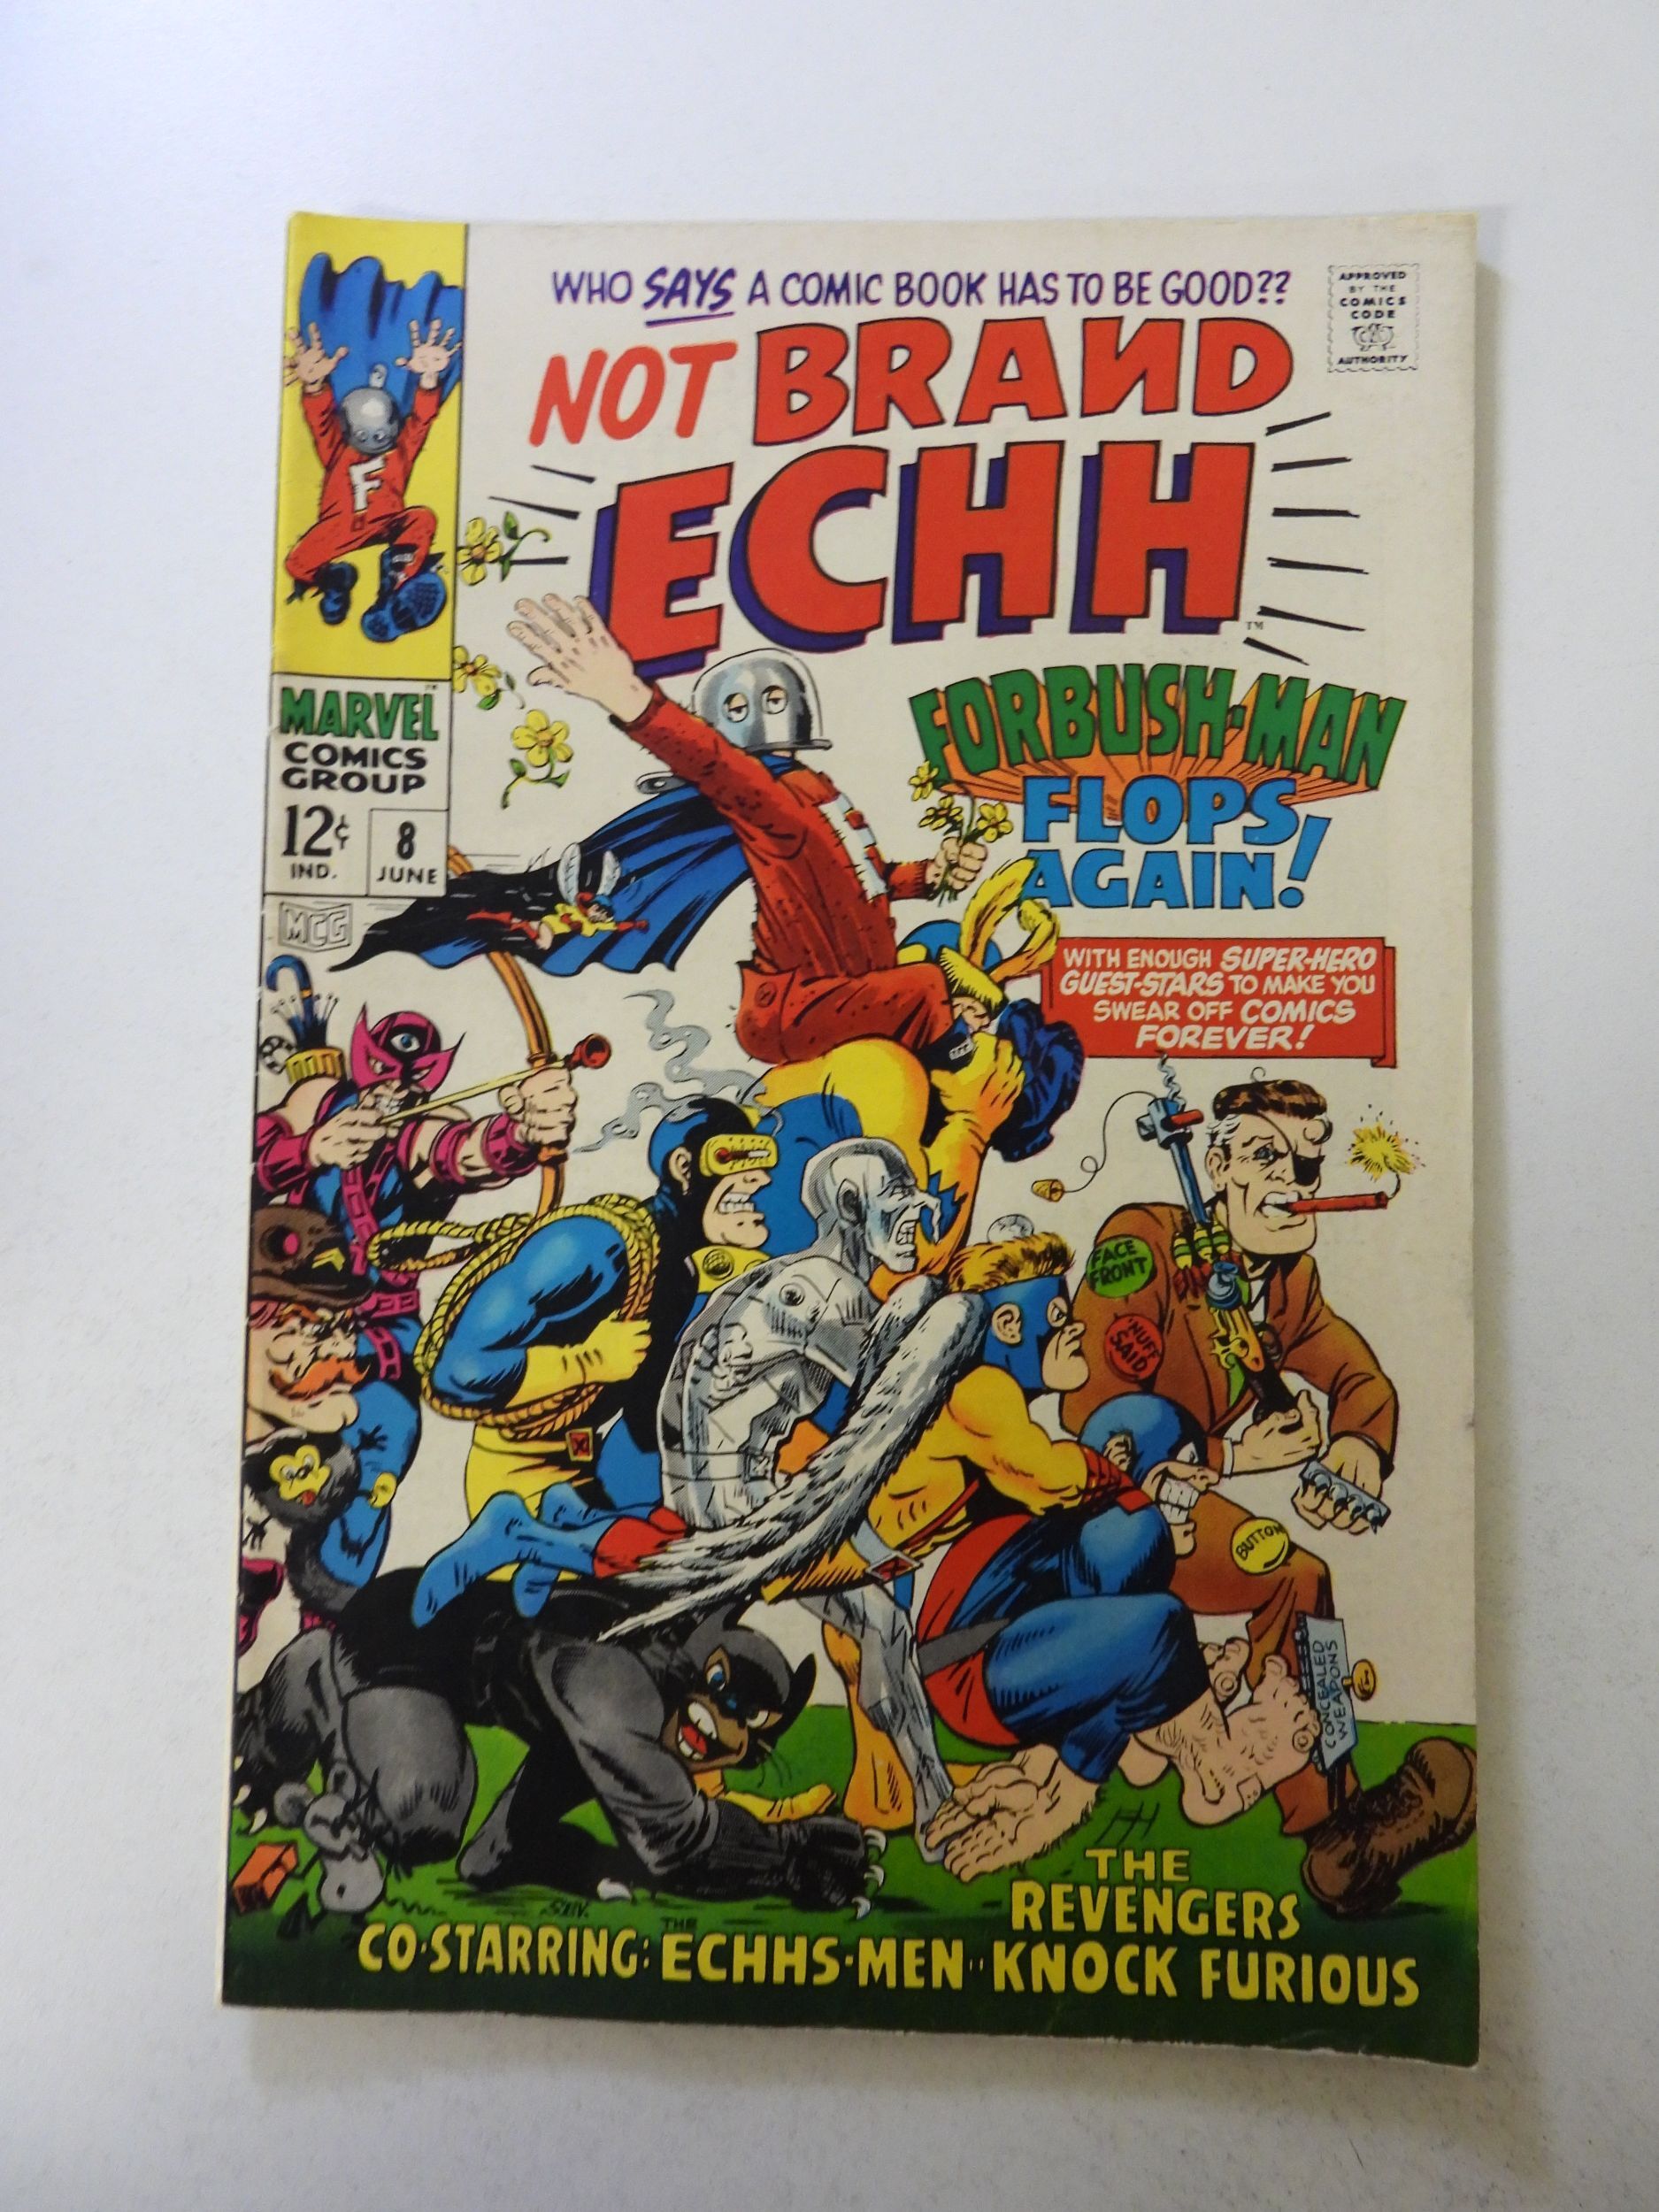 WHO SAYS A COMIC BOOK HAS TO BE GOOD??
APPROVED
BY THE
COMICS
CODE
AUTHORITY
NOT BRAИD
ECHH
TM
F
MARVEL
COMICS
GROUP
12¢
IND.
8
JUNE
MCG
FORBUSH-MAN
FLOPS
AGAIN!
F
WITH ENOUGH SUPER-HERO
GUEST-STARS TO MAKE YOU
SWEAR OFF COMICS
FOREVER!
FACE
FRONT
'NUFF
SAID
BUTTON
CONCEALED
WEAPONS
THE
REVENGERS
CO-STARRING: THE ECHHS-MEN·· KNOCK FURIOUS